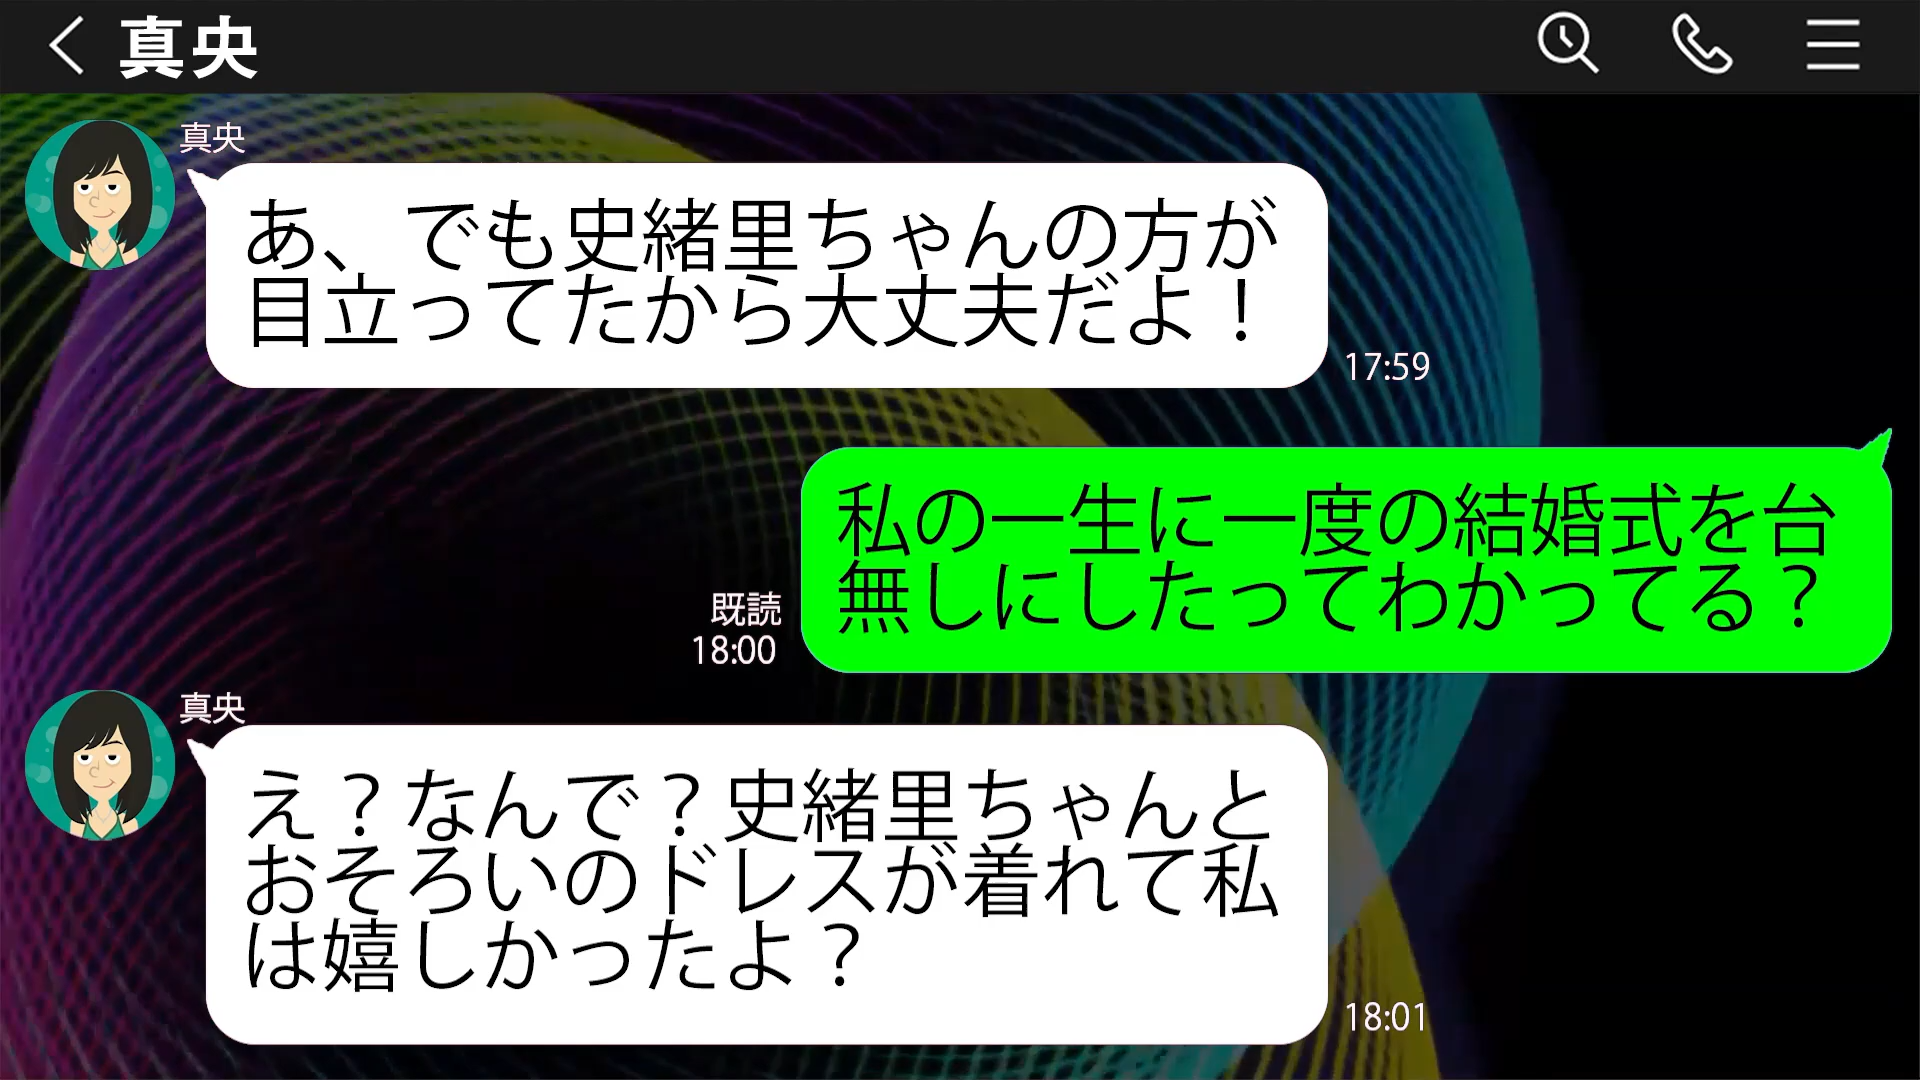 真央
真央
あ、でも史緒里ちゃんの方が
目立ってたから大丈夫だよ！
17:59
私の一生に一度の結婚式を台
無しにしたってわかってる？
既読
18:00
真央
え？なんで？史緒里ちゃんと
おそろいのドレスが着れて私
は嬉しかったよ？
18:01